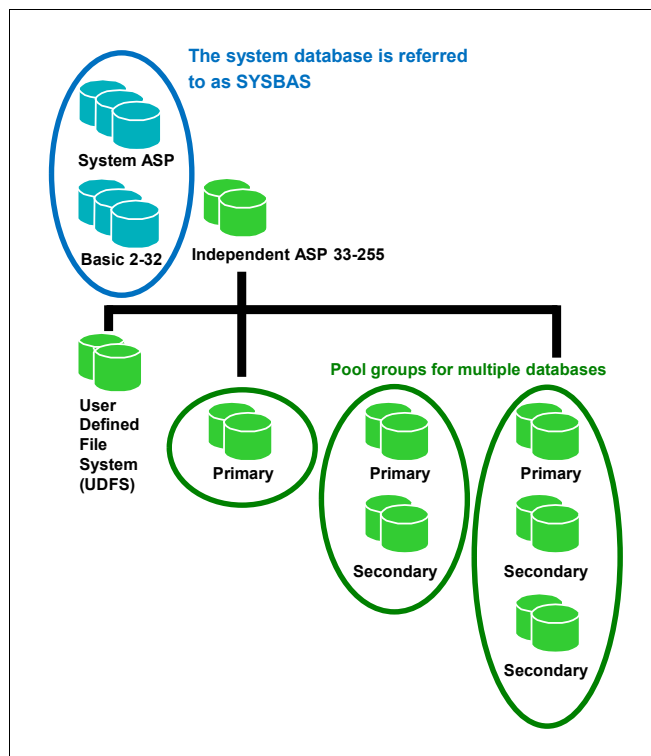 The system database is referred
to as SYSBAS
System ASP
Basic 2-32
Independent ASP 33-255
User
Defined
File
System
(UDFS)
Pool groups for multiple databases
Primary
Primary
Primary
Secondary
Secondary
Secondary